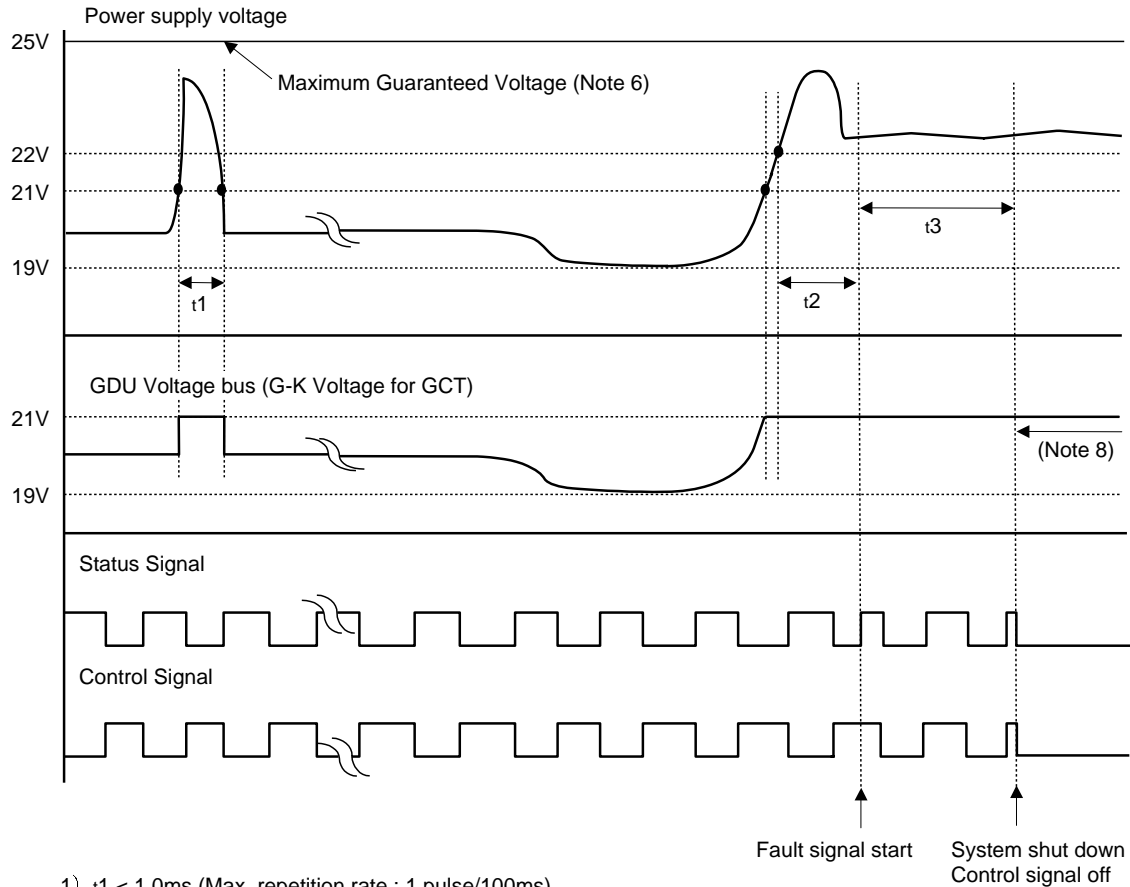 Power supply voltage
25V
Maximum Guaranteed Voltage (Note 6)
22V
21V
t3
19V
t1
t2
GDU Voltage bus (G-K Voltage for GCT)
21V
(Note 8)
19V
Status Signal
Control Signal
Fault signal start
System shut down
Control signal off
1) t1 < 1.0ms (Max. repetition rate : 1 pulse/100ms)